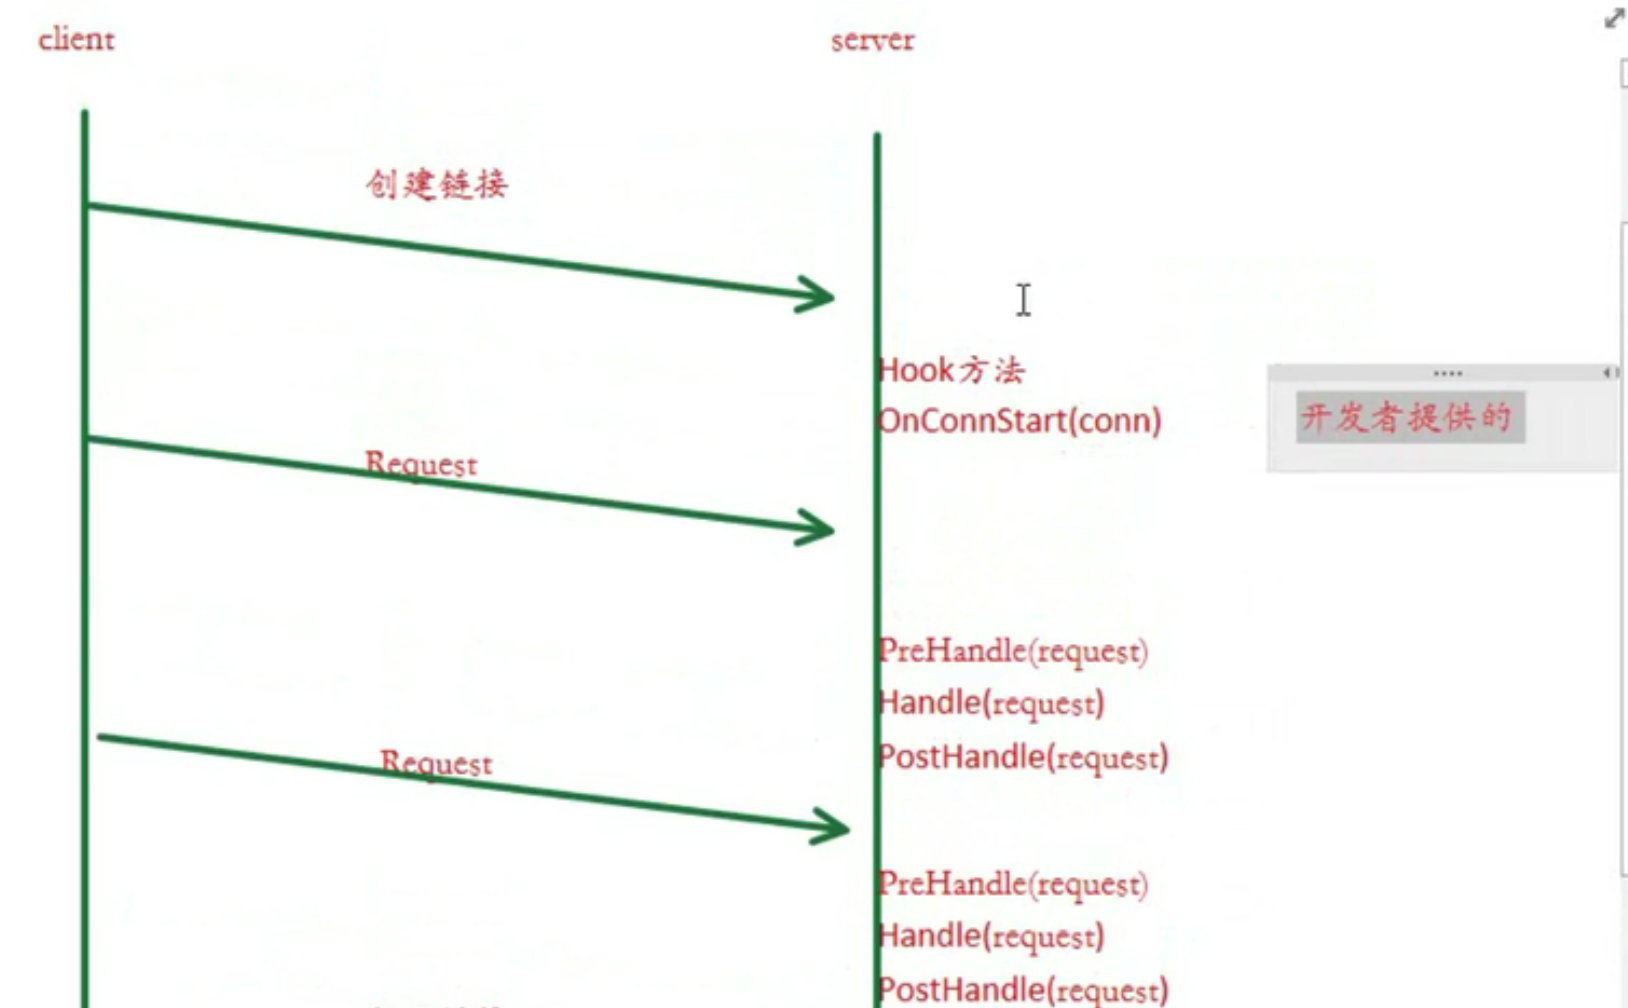 client
server
创建链接
Hook方法
OnConnStart(conn)
开发者提供的
Request
PreHandle(request)
Handle(request)
PostHandle(request)
Request
PreHandle(request)
Handle(request)
PostHandle(request)